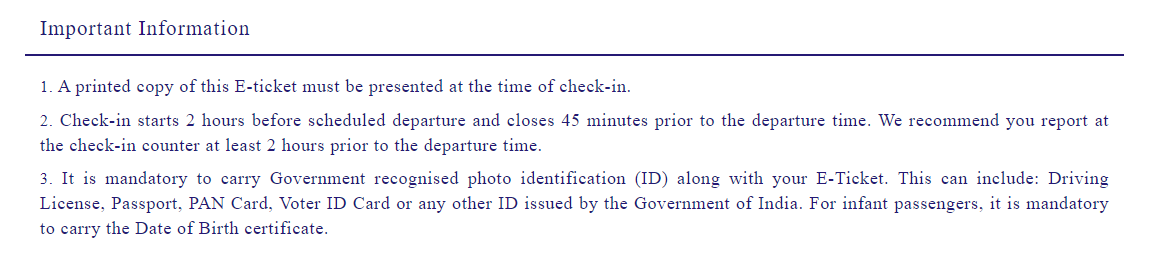 Important Information
1. A printed copy of this E-ticket must be presented at the time of check-in.
2. Check-in starts 2 hours before scheduled departure and closes 45 minutes prior to the departure time. We recommend you report at
the check-in counter at least 2 hours prior to the departure time.
3. It is mandatory to carry Government recognised photo identification (ID) along with your E-Ticket. This can include: Driving
License, Passport, PAN Card, Voter ID Card or any other ID issued by the Government of India. For infant passengers, it is mandatory
to carry the Date of Birth certificate.